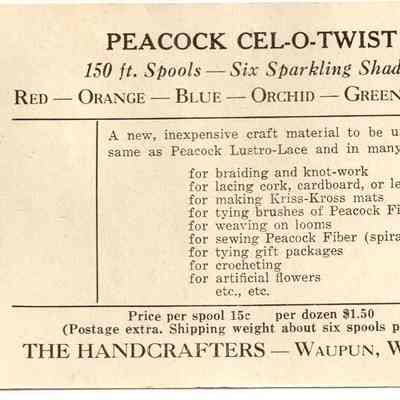 PEACOCK CEL-O-TWIST
150 ft. Spools — Six Sparkling Shad
RED — ORANGE — BLUE — ORCHID — GREEN
A new, inexpensive craft material to be u
same as Peacock Lustro-Lace and in many
for braiding and knot-work
for lacing cork, cardboard, or le
for making Kriss-Kross mats
for tying brushes of Peacock Fi
for weaving on looms
for sewing Peacock Fiber (spira
for tying gift packages
for crocheting
for artificial flowers
etc., etc.
Price per spool 15c per dozen $1.50
(Postage extra. Shipping weight about six spools p
THE HANDCRAFTERS — WAUPUN, W